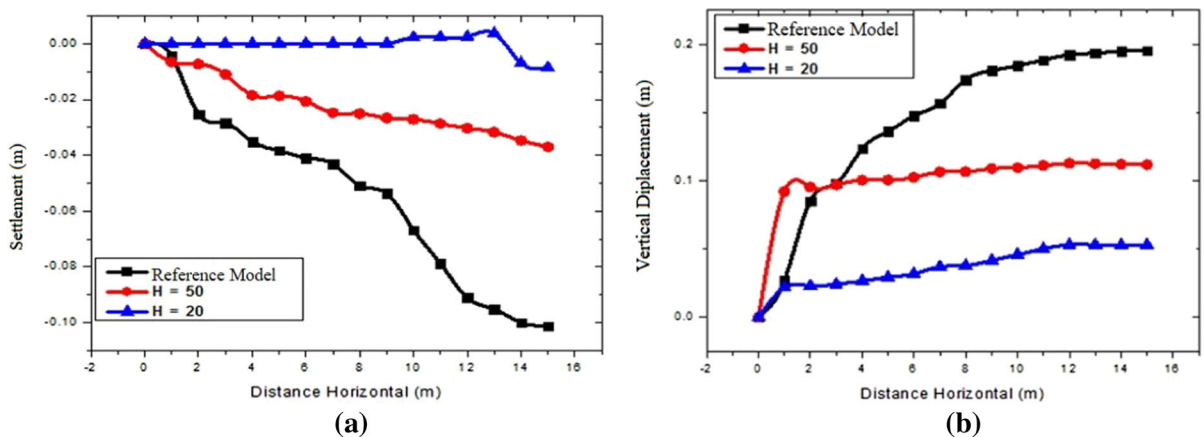 0.00
-0.02
-0.04
-0.06
-0.08
-0.10
Settlement (m)
Reference Model
H = 50
H = 20
-2 0 2 4 6 8 10 12 14 16
Distance Horizontal (m)
(a)
0.2
0.1
0.0
Vertical Diplacement (m)
Reference Model
H = 50
H = 20
-2 0 2 4 6 8 10 12 14 16
Distance Horizontal (m)
(b)